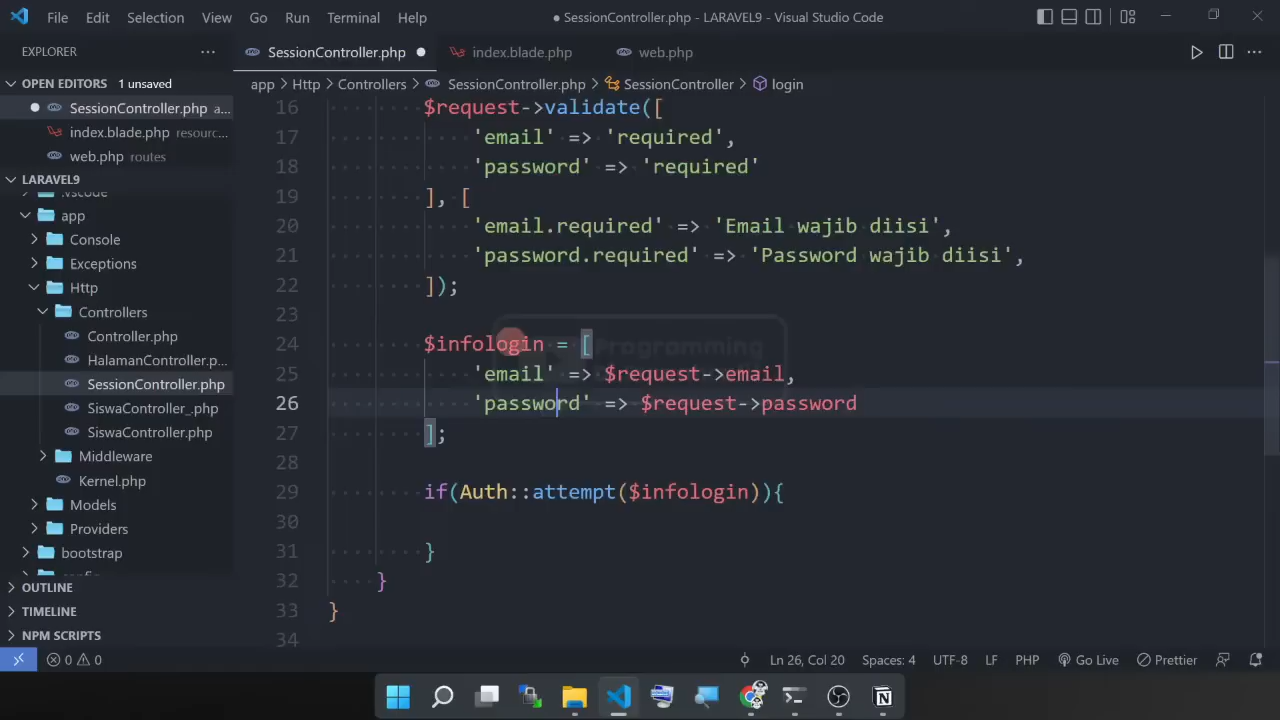 File Edit Selection View Go Run Terminal Help
SessionController.php - LARAVEL9 - Visual Studio Code
EXPLORER
SessionController.php
index.blade.php
web.php
OPEN EDITORS 1 unsaved
app > Http > Controllers > SessionController.php > SessionController > login
SessionController.php a...
index.blade.php resourc...
web.php routes
LARAVEL9
.vscode
app
Console
Exceptions
Http
Controllers
Controller.php
HalamanController.p...
SessionController.php
SiswaController_.php
SiswaController.php
Middleware
Kernel.php
Models
Providers
bootstrap
OUTLINE
TIMELINE
NPM SCRIPTS
16 $request->validate([
17 'email' => 'required',
18 'password' => 'required'
19 ], [
20 'email.required' => 'Email wajib diisi',
21 'password.required' => 'Password wajib diisi',
22 ]);
23
24 $infologin = [
Programming
25 'email' => $request->email,
26 'password' => $request->password
27 ];
28
29 if(Auth::attempt($infologin)){
30
31 }
32 }
33 }
34
0 0
Ln 26, Col 20 Spaces: 4 UTF-8 LF PHP Go Live Prettier